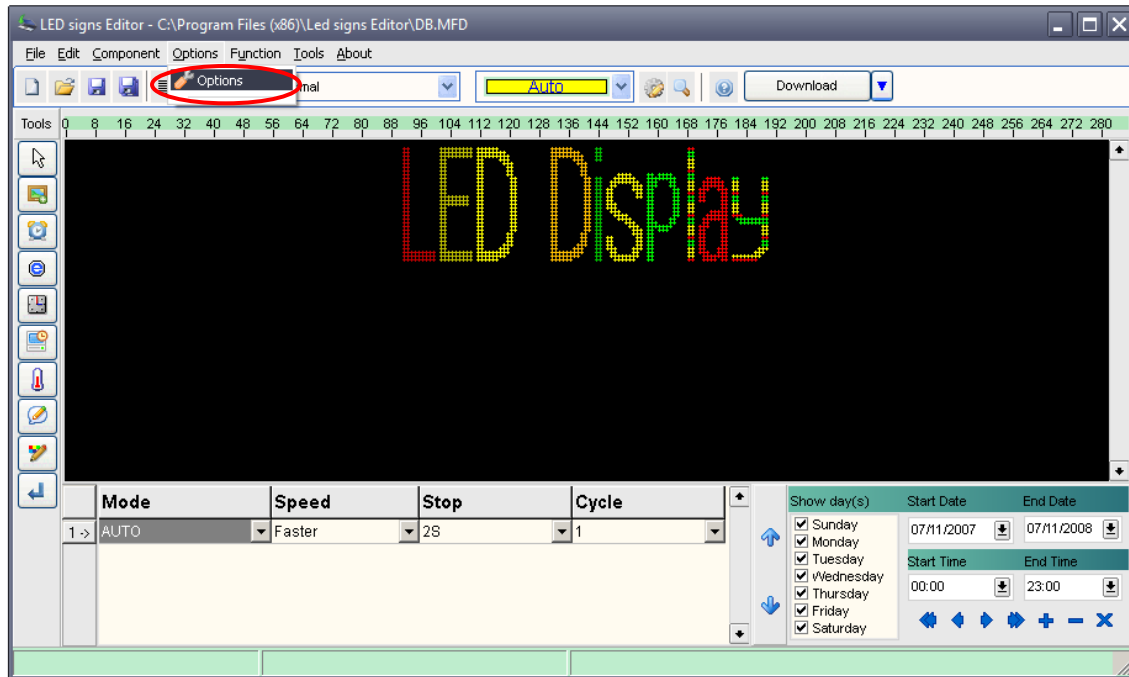 LED signs Editor - C:\Program Files (x86)\Led signs Editor\DB.MFD
File Edit Component Options Function Tools About
Options
Auto
Download
Tools 0 8 16 24 32 40 48 56 64 72 80 88 96 104 112 120 128 136 144 152 160 168 176 184 192 200 208 216 224 232 240 248 256 264 272 280
LED Display
Mode Speed Stop Cycle
1 -> AUTO Faster 2S 1
Show day(s) Start Date End Date
Sunday 07/11/2007 07/11/2008
Monday
Tuesday Start Time End Time
Wednesday
Thursday 00:00 23:00
Friday
Saturday